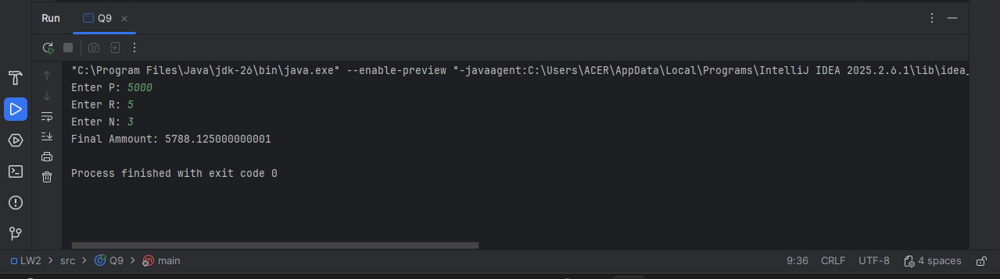 Run Q9
"C:\Program Files\Java\jdk-26\bin\java.exe" --enable-preview "-javaagent:C:\Users\ACER\AppData\Local\Programs\IntelliJ IDEA 2025.2.6.1\lib\idea_
Enter P: 5000
Enter R: 5
Enter N: 3
Final Ammount: 5788.125000000001
Process finished with exit code 0
LW2 > src > Q9 > main 9:36 CRLF UTF-8 4 spaces